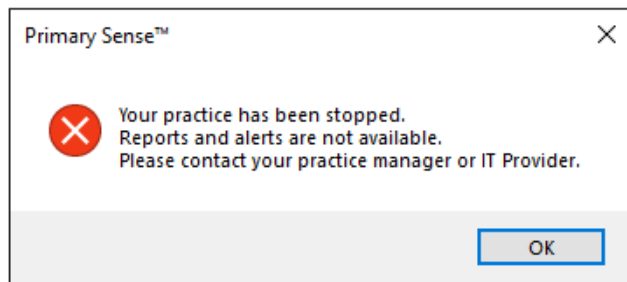 Primary Sense™
Your practice has been stopped.
Reports and alerts are not available.
Please contact your practice manager or IT Provider.
OK